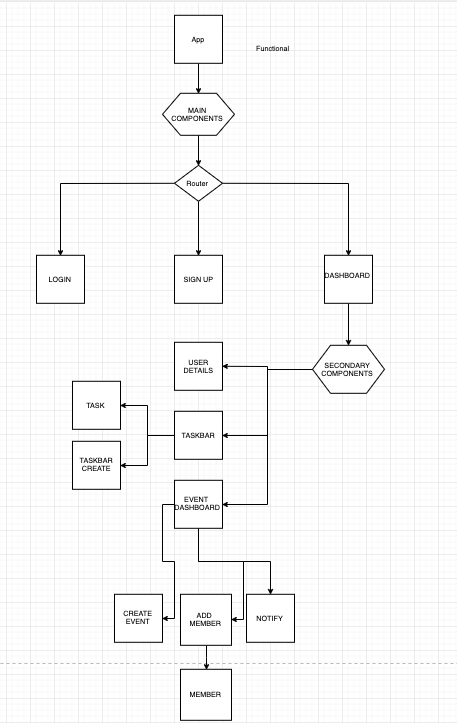 App
Functional
MAIN
COMPONENTS
Router
LOGIN
SIGN UP
DASHBOARD
USER
DETAILS
SECONDARY
COMPONENTS
TASK
TASKBAR
TASKBAR
CREATE
EVENT
DASHBOARD
CREATE
EVENT
ADD
MEMBER
NOTIFY
MEMBER